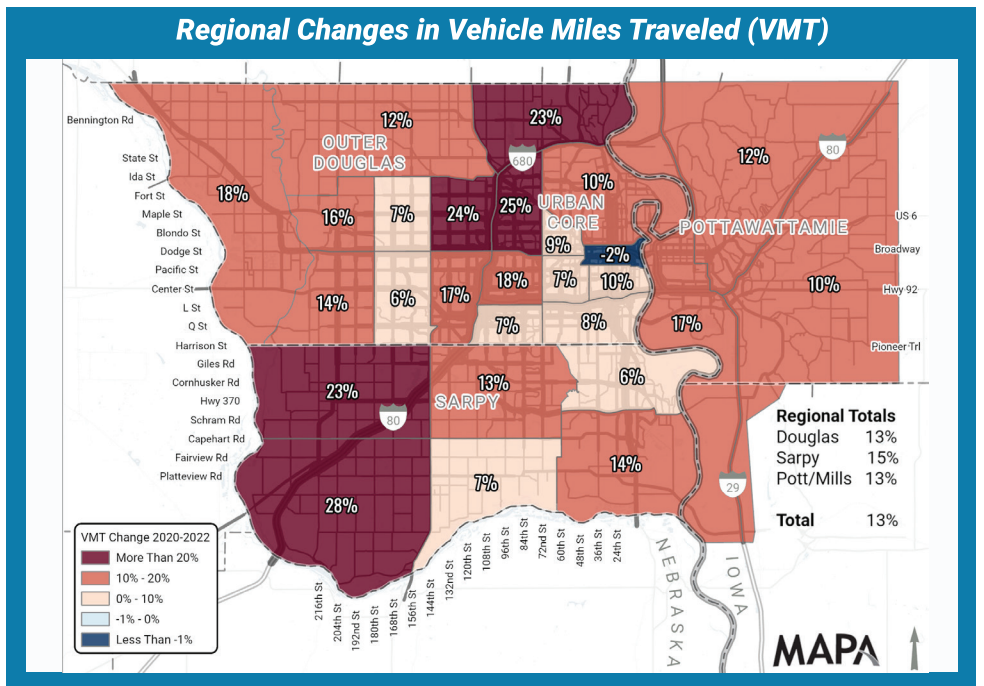 Regional Changes in Vehicle Miles Traveled (VMT)
Bennington Rd
State St
Ida St
Fort St
Maple St
Blondo St
Dodge St
Pacific St
Center St
L St
Q St
Harrison St
Giles Rd
Cornhusker Rd
Hwy 370
Schram Rd
Capehart Rd
Fairview Rd
Platteview Rd
12%
23%
OUTER
DOUGLAS
680
80
12%
18%
10%
16%
7%
24%
25%
URBAN
CORE
POTTAWATTAMIE
US 6
9%
-2%
Broadway
14%
6%
17%
18%
7%
10%
10%
Hwy 92
7%
8%
17%
Pioneer Trl
23%
13%
6%
SARPY
80
28%
7%
14%
29
Regional Totals
Douglas 13%
Sarpy 15%
Pott/Mills 13%
Total 13%
VMT Change 2020-2022
More Than 20%
10% - 20%
0% - 10%
-1% - 0%
Less Than -1%
216th St
204th St
192nd St
180th St
168th St
156th St
144th St
132nd St
120th St
108th St
96th St
84th St
72nd St
60th St
48th St
36th St
24th St
NEBRASKA
IOWA
MAPA